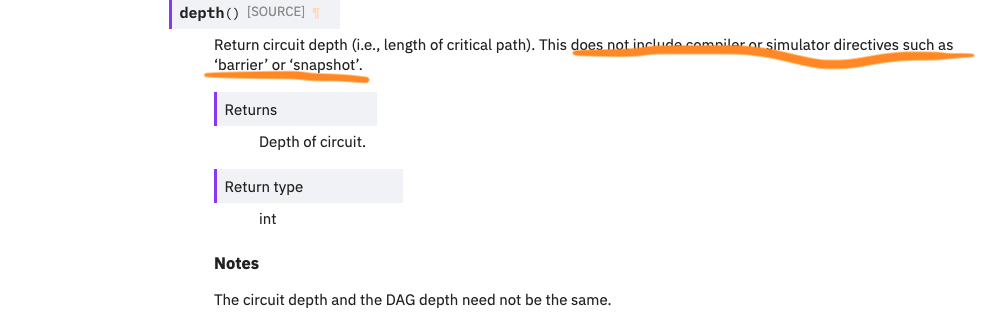 depth() [SOURCE] ¶
Return circuit depth (i.e., length of critical path). This does not include compiler or simulator directives such as
‘barrier’ or ‘snapshot’.
Returns
Depth of circuit.
Return type
int
Notes
The circuit depth and the DAG depth need not be the same.